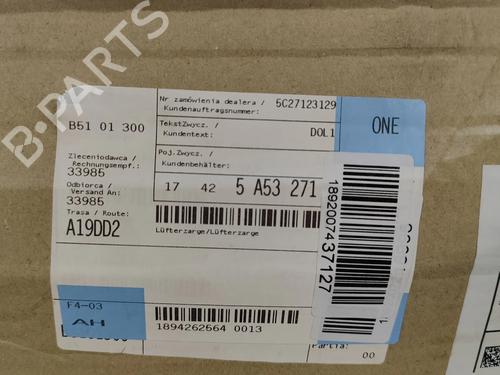 B-PARTS
B51 01 300
Nr zamówienia dealera /
Kundenauftragsnummer:
5C27123129
TekstZwycz. /
Kundentext:
DOL1
ONE
Poj.Zwycz. /
Kundenbehälter:
17 42 5 A53 271
Zleceniodawca /
Rechnungsempf.:
33985
Odbiorca /
Versand An:
33985
Trasa / Route:
A19DD2
Lüfterzarge/Lüfterzarge
1892007437127
F4-03
AH
1894262564 0013
Partia:
00